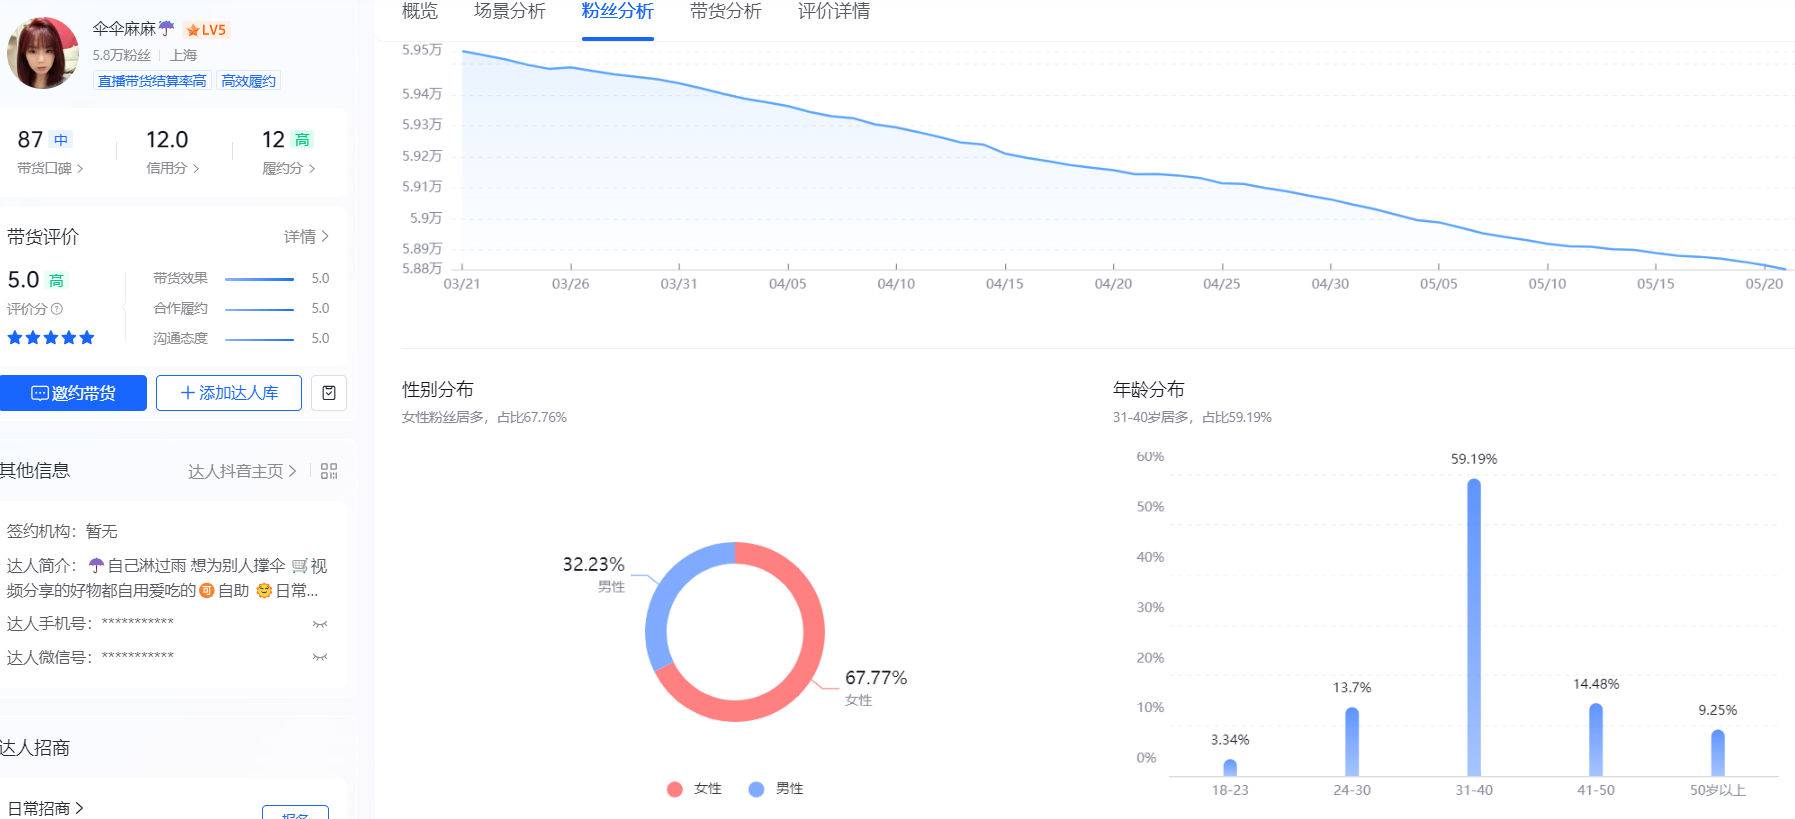 伞伞麻麻☂ LV5
5.8万粉丝 | 上海
直播带货结算率高 高效履约
87 中 12.0 12 高
带货口碑 > 信用分 > 履约分 >
带货评价 详情 >
5.0 高
评价分
带货效果 5.0
合作履约 5.0
沟通态度 5.0
邀约带货 + 添加达人库
其他信息 达人抖音主页 >
签约机构：暂无
达人简介：☂自己淋过雨 想为别人撑伞 🛒视
频分享的好物都自用爱吃的🉑自助 🌞日常...
达人手机号：***********
达人微信号：***********
达人招商
日常招商 >
报名
概览 场景分析 粉丝分析 带货分析 评价详情
5.95万
5.94万
5.93万
5.92万
5.91万
5.9万
5.89万
5.88万
03/21 03/26 03/31 04/05 04/10 04/15 04/20 04/25 04/30 05/05 05/10 05/15 05/20
性别分布
女性粉丝居多，占比67.76%
32.23%
男性
67.77%
女性
女性 男性
年龄分布
31-40岁居多，占比59.19%
60%
50%
40%
30%
20%
10%
0%
3.34% 13.7% 59.19% 14.48% 9.25%
18-23 24-30 31-40 41-50 50岁以上